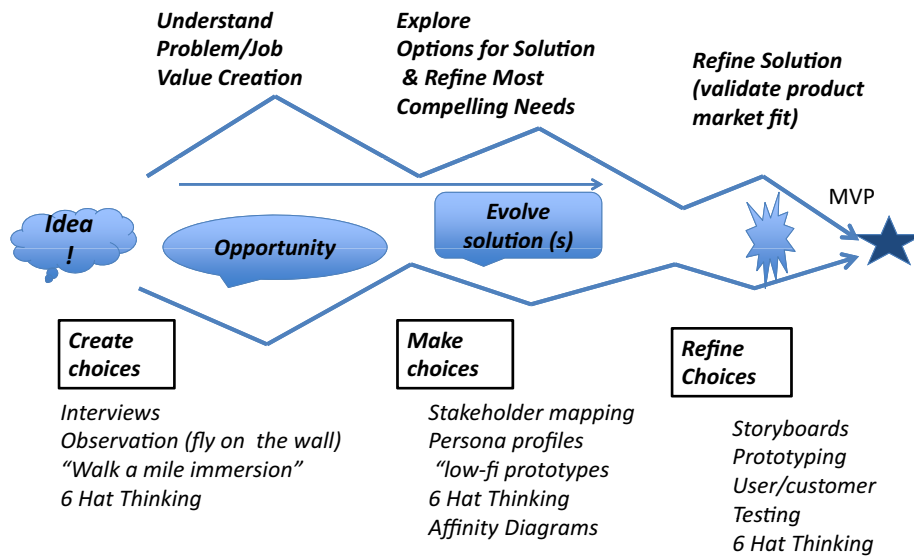 Understand
Problem/Job
Value Creation
Explore
Options for Solution
& Refine Most
Compelling Needs
Refine Solution
(validate product
market fit)
Idea
!
Opportunity
Evolve
solution (s)
MVP
Create
choices
Make
choices
Refine
Choices
Interviews
Observation (fly on the wall)
“Walk a mile immersion”
6 Hat Thinking
Stakeholder mapping
Persona profiles
“low-fi prototypes
6 Hat Thinking
Affinity Diagrams
Storyboards
Prototyping
User/customer
Testing
6 Hat Thinking